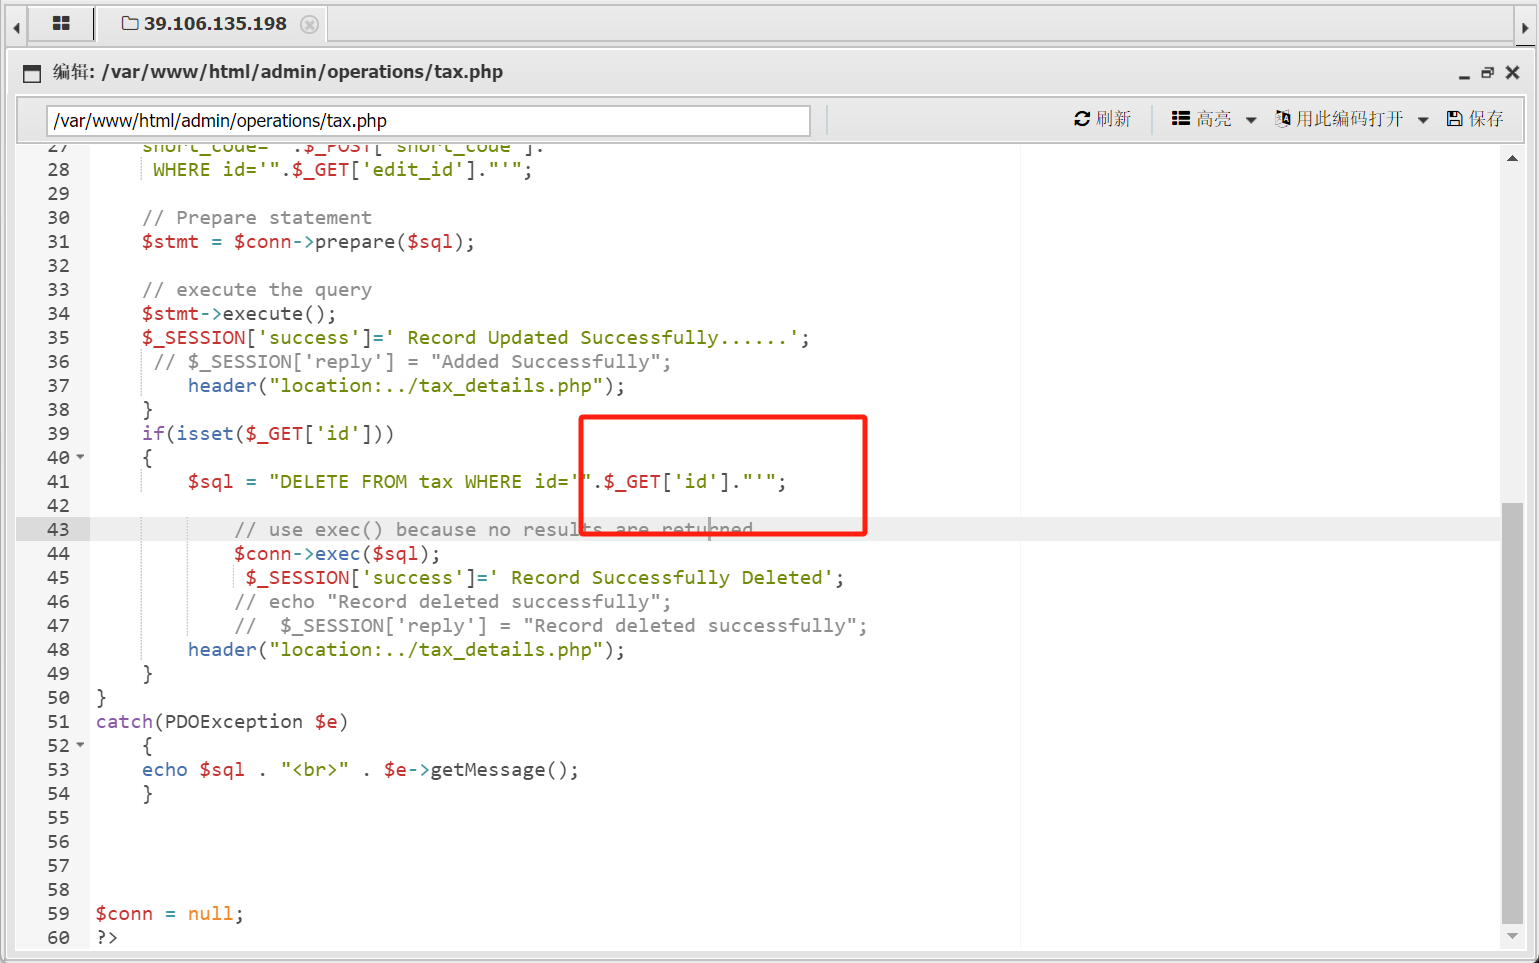 39.106.135.198
编辑: /var/www/html/admin/operations/tax.php
/var/www/html/admin/operations/tax.php 刷新 高亮 用此编码打开 保存
27 short_code='".$_POST['short_code'].
28 WHERE id='".$_GET['edit_id']."'";
29
30 // Prepare statement
31 $stmt = $conn->prepare($sql);
32
33 // execute the query
34 $stmt->execute();
35 $_SESSION['success']=' Record Updated Successfully......';
36 // $_SESSION['reply'] = "Added Successfully";
37 header("location:../tax_details.php");
38 }
39 if(isset($_GET['id']))
40 {
41 $sql = "DELETE FROM tax WHERE id='".$_GET['id']."'";
42
43 // use exec() because no results are returned
44 $conn->exec($sql);
45 $_SESSION['success']=' Record Successfully Deleted';
46 // echo "Record deleted successfully";
47 //  $_SESSION['reply'] = "Record deleted successfully";
48 header("location:../tax_details.php");
49 }
50 }
51 catch(PDOException $e)
52 {
53 echo $sql . "<br>" . $e->getMessage();
54 }
55
56
57
58
59 $conn = null;
60 ?>